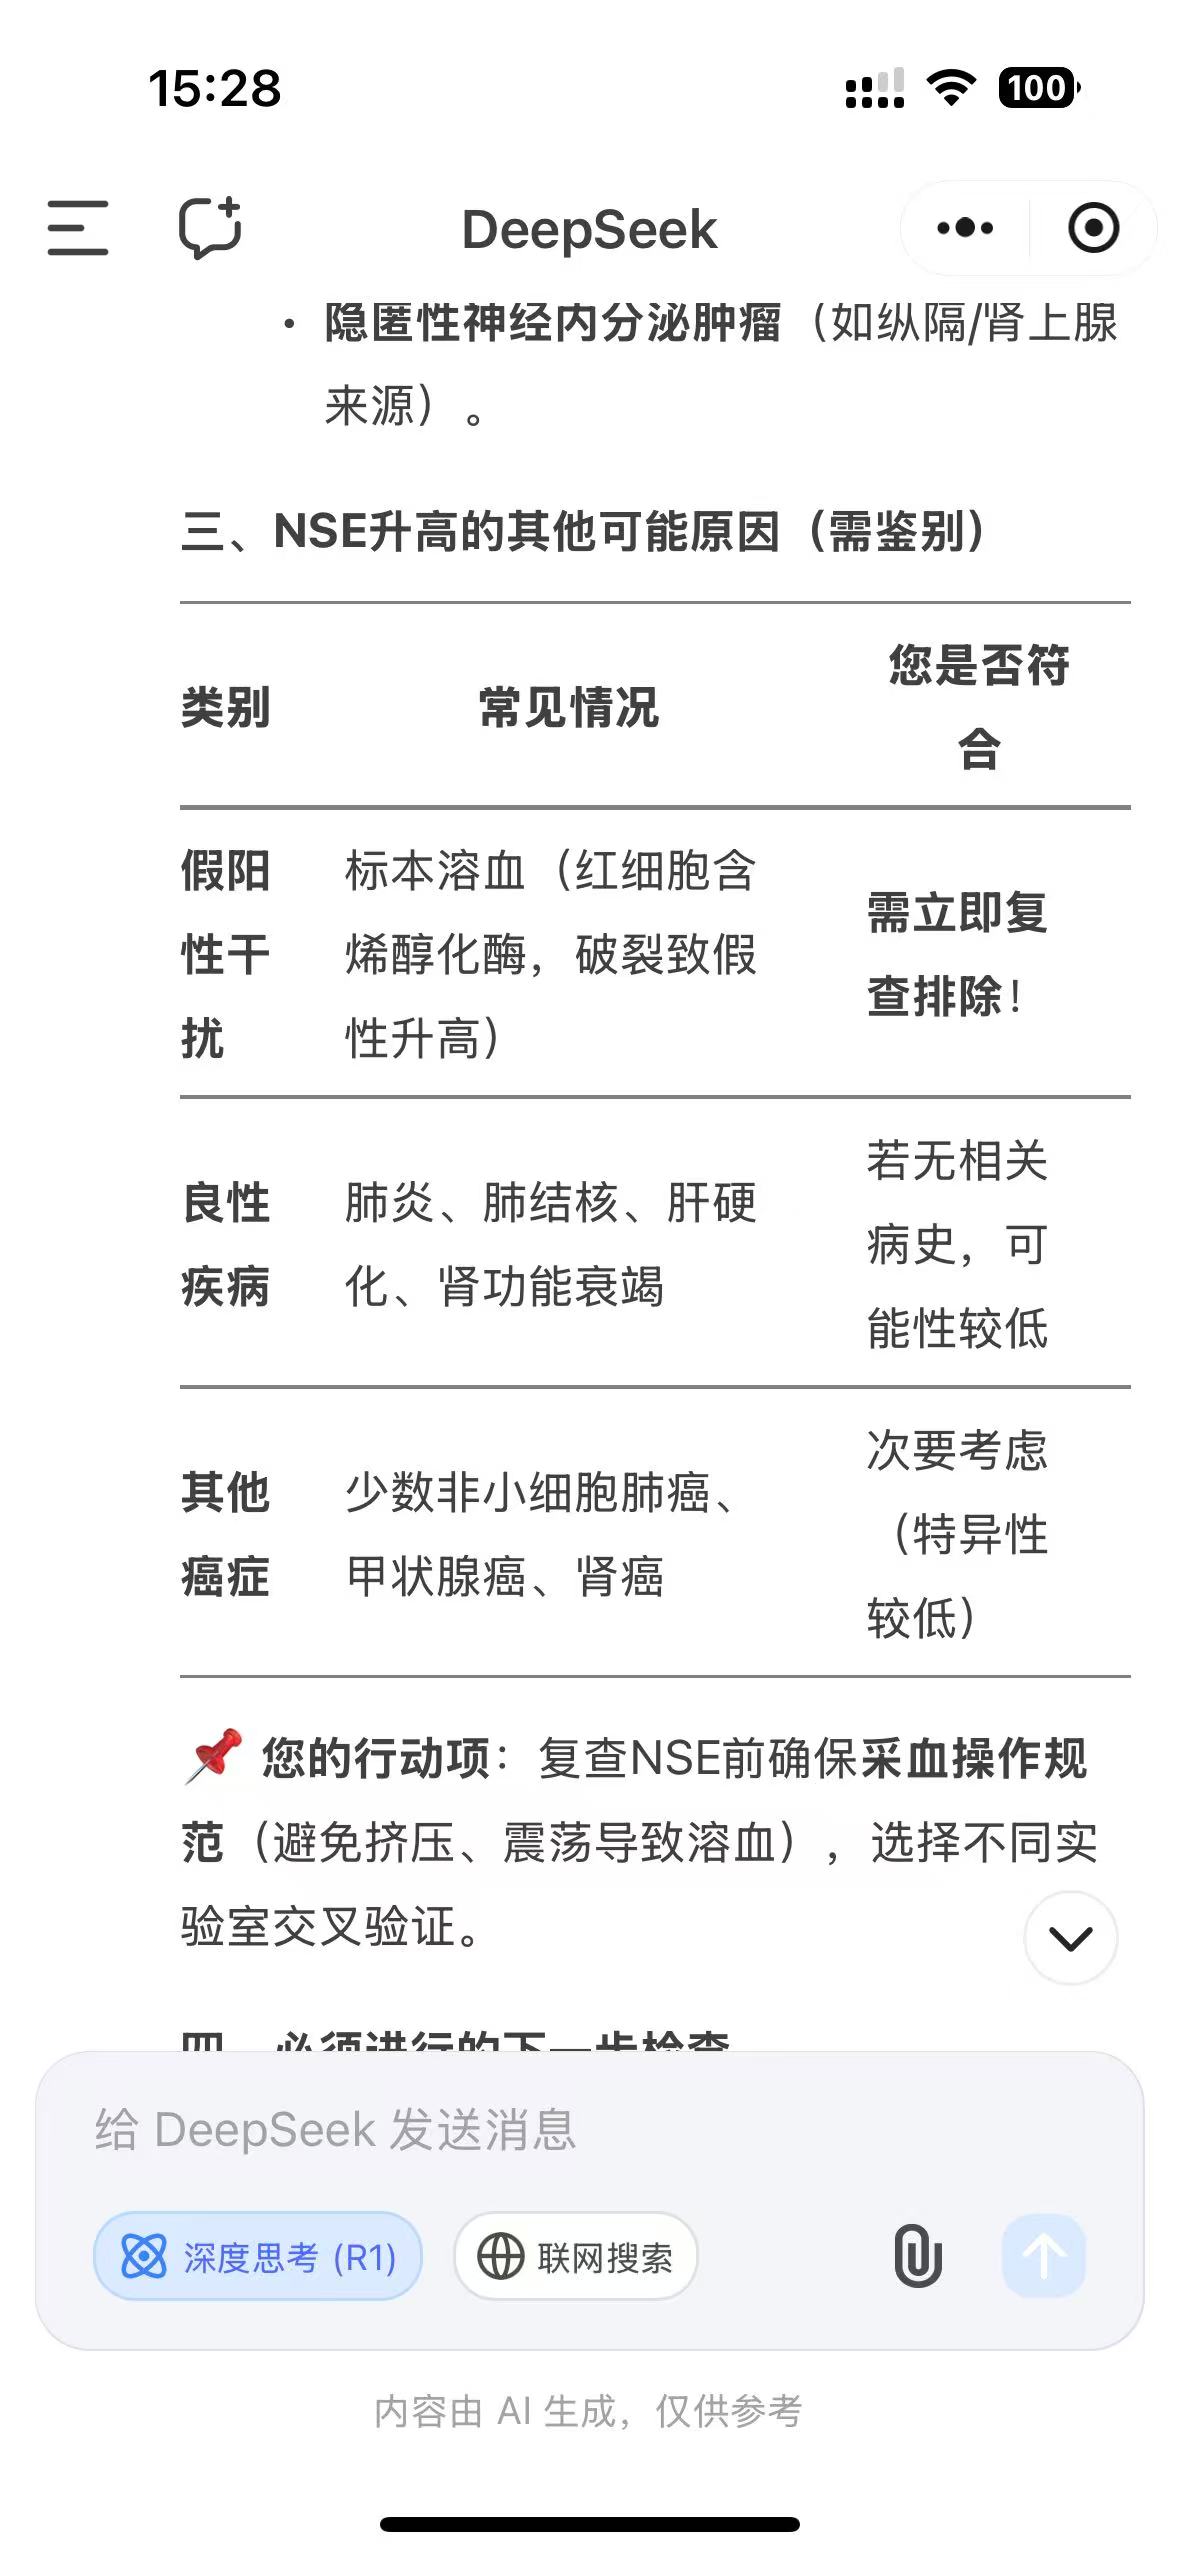 15:28
100
DeepSeek
• 隐匿性神经内分泌肿瘤（如纵隔/肾上腺
来源）。
三、NSE升高的其他可能原因（需鉴别）
类别
常见情况
您是否符
合
假阳
性干
扰
标本溶血（红细胞含
烯醇化酶，破裂致假
性升高）
需立即复
查排除！
良性
疾病
肺炎、肺结核、肝硬
化、肾功能衰竭
若无相关
病史，可
能性较低
其他
癌症
少数非小细胞肺癌、
甲状腺癌、肾癌
次要考虑
（特异性
较低）
📌 您的行动项：复查NSE前确保采血操作规
范（避免挤压、震荡导致溶血），选择不同实
验室交叉验证。
四、必须进行的下一步检查
给 DeepSeek 发送消息
深度思考 (R1)
联网搜索
内容由 AI 生成，仅供参考